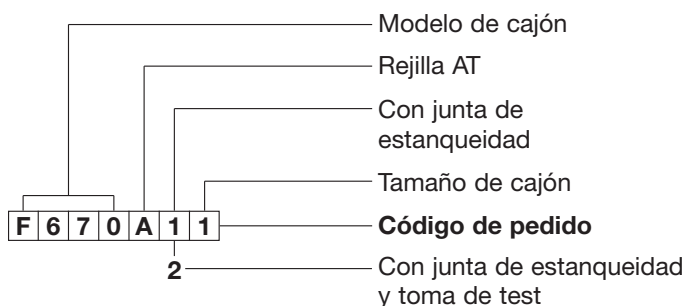 Modelo de cajón
Rejilla AT
Con junta de
estanqueidad
Tamaño de cajón
F 6 7 0 A 1 1
Código de pedido
2
Con junta de estanqueidad
y toma de test